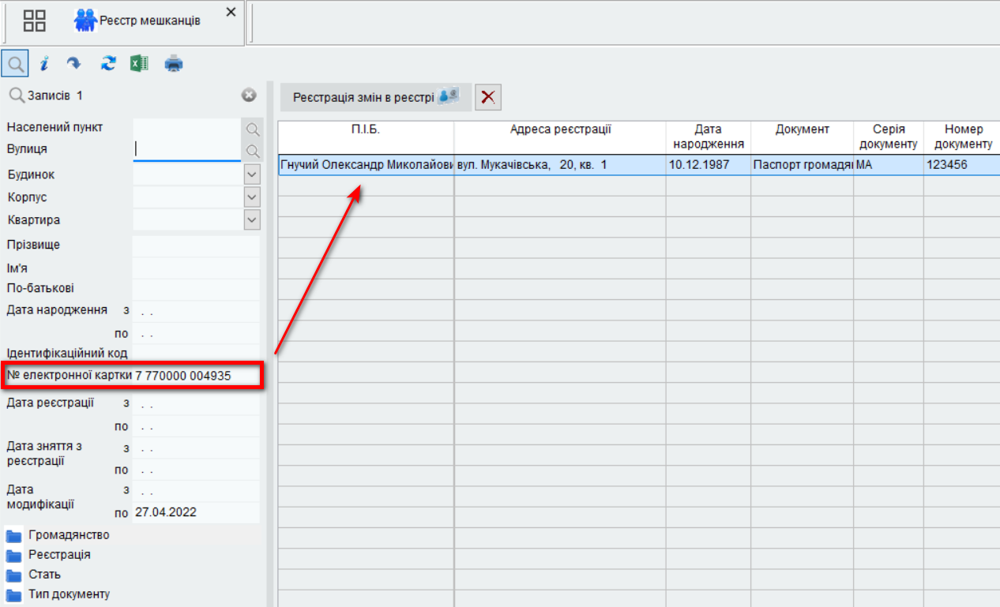 Реєстр мешканців
Записів 1
Населений пункт
Вулиця
Будинок
Корпус
Квартира
Прізвище
Ім'я
По-батькові
Дата народження з . .
по . .
Ідентифікаційний код
№ електронної картки 7 770000 004935
Дата реєстрації з . .
по . .
Дата зняття з реєстрації з . .
по . .
Дата модифікації з . .
по 27.04.2022
Громадянство
Реєстрація
Стать
Тип документу
Реєстрація змін в реєстрі
П.І.Б. Адреса реєстрації Дата народження Документ Серія документу Номер документу
Гнучий Олександр Миколайови вул. Мукачівська, 20, кв. 1 10.12.1987 Паспорт громадян МА 123456